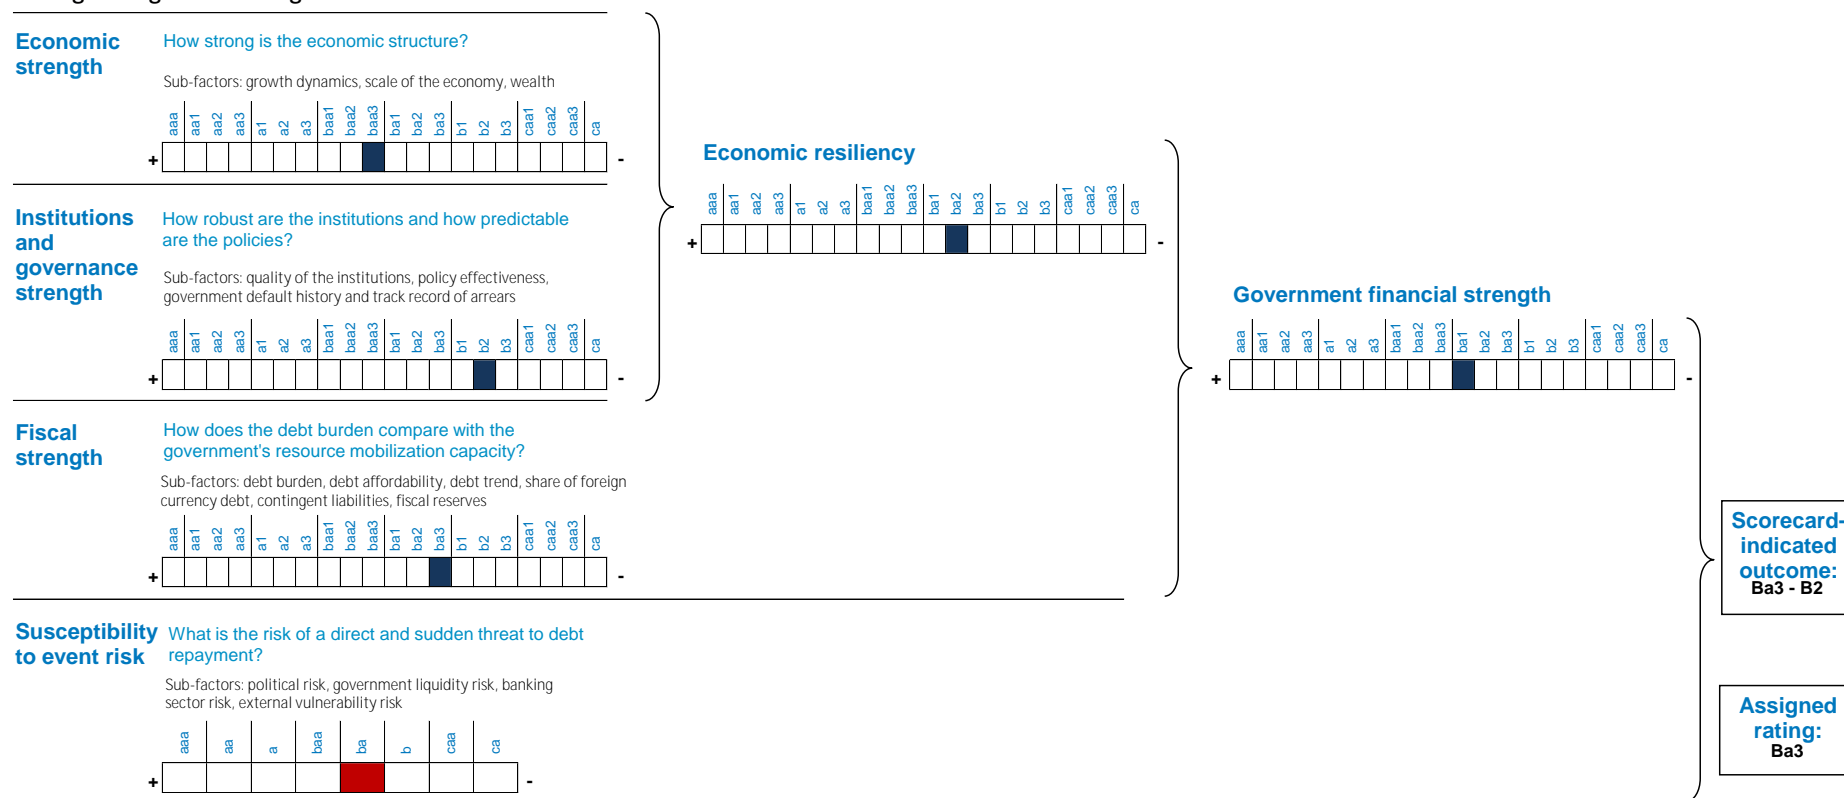 Economic
strength
How strong is the economic structure?
Sub-factors: growth dynamics, scale of the economy, wealth
aaa aa1 aa2 aa3 a1 a2 a3 baa1 baa2 baa3 ba1 ba2 ba3 b1 b2 b3 caa1 caa2 caa3 ca
+ -
Institutions
and
governance
strength
How robust are the institutions and how predictable
are the policies?
Sub-factors: quality of the institutions, policy effectiveness,
government default history and track record of arrears
aaa aa1 aa2 aa3 a1 a2 a3 baa1 baa2 baa3 ba1 ba2 ba3 b1 b2 b3 caa1 caa2 caa3 ca
+ -
Fiscal
strength
How does the debt burden compare with the
government's resource mobilization capacity?
Sub-factors: debt burden, debt affordability, debt trend, share of foreign
currency debt, contingent liabilities, fiscal reserves
aaa aa1 aa2 aa3 a1 a2 a3 baa1 baa2 baa3 ba1 ba2 ba3 b1 b2 b3 caa1 caa2 caa3 ca
+ -
Susceptibility
to event risk
What is the risk of a direct and sudden threat to debt
repayment?
Sub-factors: political risk, government liquidity risk, banking
sector risk, external vulnerability risk
aaa aa a baa ba b caa ca
+ -
Economic resiliency
aaa aa1 aa2 aa3 a1 a2 a3 baa1 baa2 baa3 ba1 ba2 ba3 b1 b2 b3 caa1 caa2 caa3 ca
+ -
Government financial strength
aaa aa1 aa2 aa3 a1 a2 a3 baa1 baa2 baa3 ba1 ba2 ba3 b1 b2 b3 caa1 caa2 caa3 ca
+ -
Scorecard-
indicated
outcome:
Ba3 - B2
Assigned
rating:
Ba3